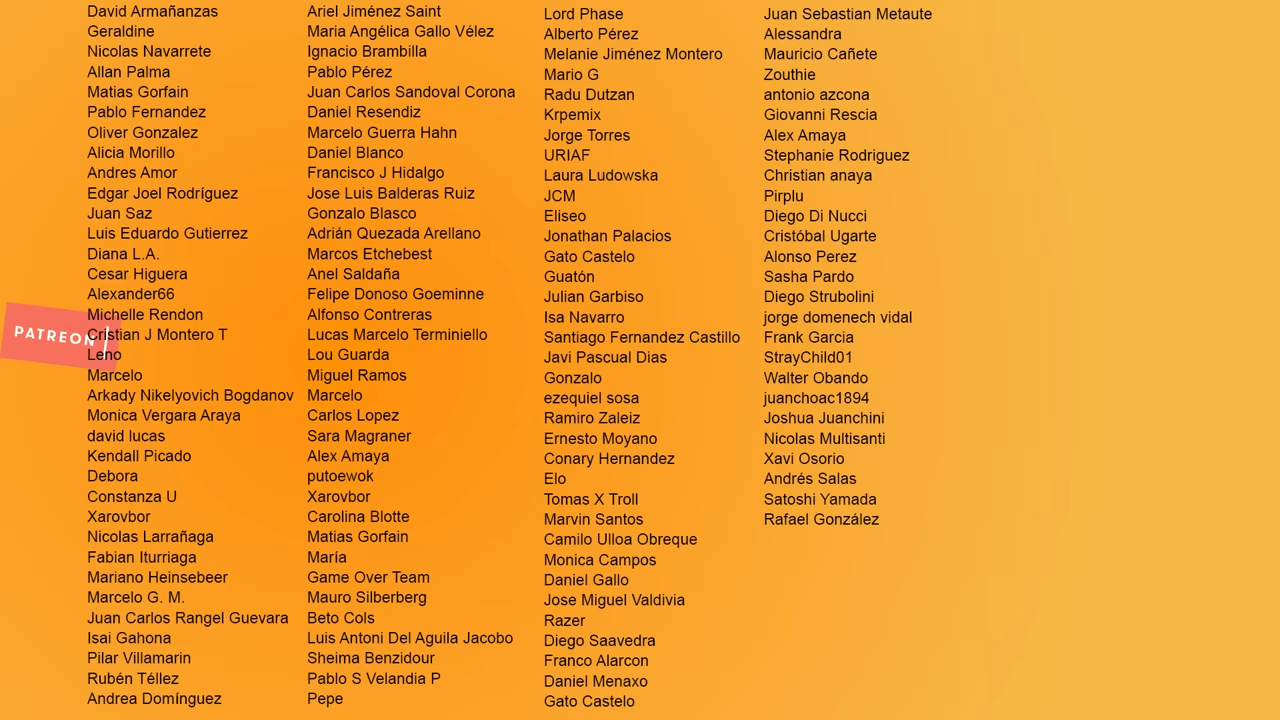 David Armañanzas
Geraldine
Nicolas Navarrete
Allan Palma
Matias Gorfain
Pablo Fernandez
Oliver Gonzalez
Alicia Morillo
Andres Amor
Edgar Joel Rodríguez
Juan Saz
Luis Eduardo Gutierrez
Diana L.A.
Cesar Higuera
Alexander66
Michelle Rendon
Cristian J Montero T
Leno
Marcelo
Arkady Nikelyovich Bogdanov
Monica Vergara Araya
david lucas
Kendall Picado
Debora
Constanza U
Xarovbor
Nicolas Larrañaga
Fabian Iturriaga
Mariano Heinsebeer
Marcelo G. M.
Juan Carlos Rangel Guevara
Isai Gahona
Pilar Villamarin
Rubén Téllez
Andrea Domínguez
PATREON
Ariel Jiménez Saint
Maria Angélica Gallo Vélez
Ignacio Brambilla
Pablo Pérez
Juan Carlos Sandoval Corona
Daniel Resendiz
Marcelo Guerra Hahn
Daniel Blanco
Francisco J Hidalgo
Jose Luis Balderas Ruiz
Gonzalo Blasco
Adrián Quezada Arellano
Marcos Etchebest
Anel Saldaña
Felipe Donoso Goeminne
Alfonso Contreras
Lucas Marcelo Terminiello
Lou Guarda
Miguel Ramos
Marcelo
Carlos Lopez
Sara Magraner
Alex Amaya
putoewok
Xarovbor
Carolina Blotte
Matias Gorfain
María
Game Over Team
Mauro Silberberg
Beto Cols
Luis Antoni Del Aguila Jacobo
Sheima Benzidour
Pablo S Velandia P
Pepe
Lord Phase
Alberto Pérez
Melanie Jiménez Montero
Mario G
Radu Dutzan
Krpemix
Jorge Torres
URIAF
Laura Ludowska
JCM
Eliseo
Jonathan Palacios
Gato Castelo
Guatón
Julian Garbiso
Isa Navarro
Santiago Fernandez Castillo
Javi Pascual Dias
Gonzalo
ezequiel sosa
Ramiro Zaleiz
Ernesto Moyano
Conary Hernandez
Elo
Tomas X Troll
Marvin Santos
Camilo Ulloa Obreque
Monica Campos
Daniel Gallo
Jose Miguel Valdivia
Razer
Diego Saavedra
Franco Alarcon
Daniel Menaxo
Gato Castelo
Juan Sebastian Metaute
Alessandra
Mauricio Cañete
Zouthie
antonio azcona
Giovanni Rescia
Alex Amaya
Stephanie Rodriguez
Christian anaya
Pirplu
Diego Di Nucci
Cristóbal Ugarte
Alonso Perez
Sasha Pardo
Diego Strubolini
jorge domenech vidal
Frank Garcia
StrayChild01
Walter Obando
juanchoac1894
Joshua Juanchini
Nicolas Multisanti
Xavi Osorio
Andrés Salas
Satoshi Yamada
Rafael González